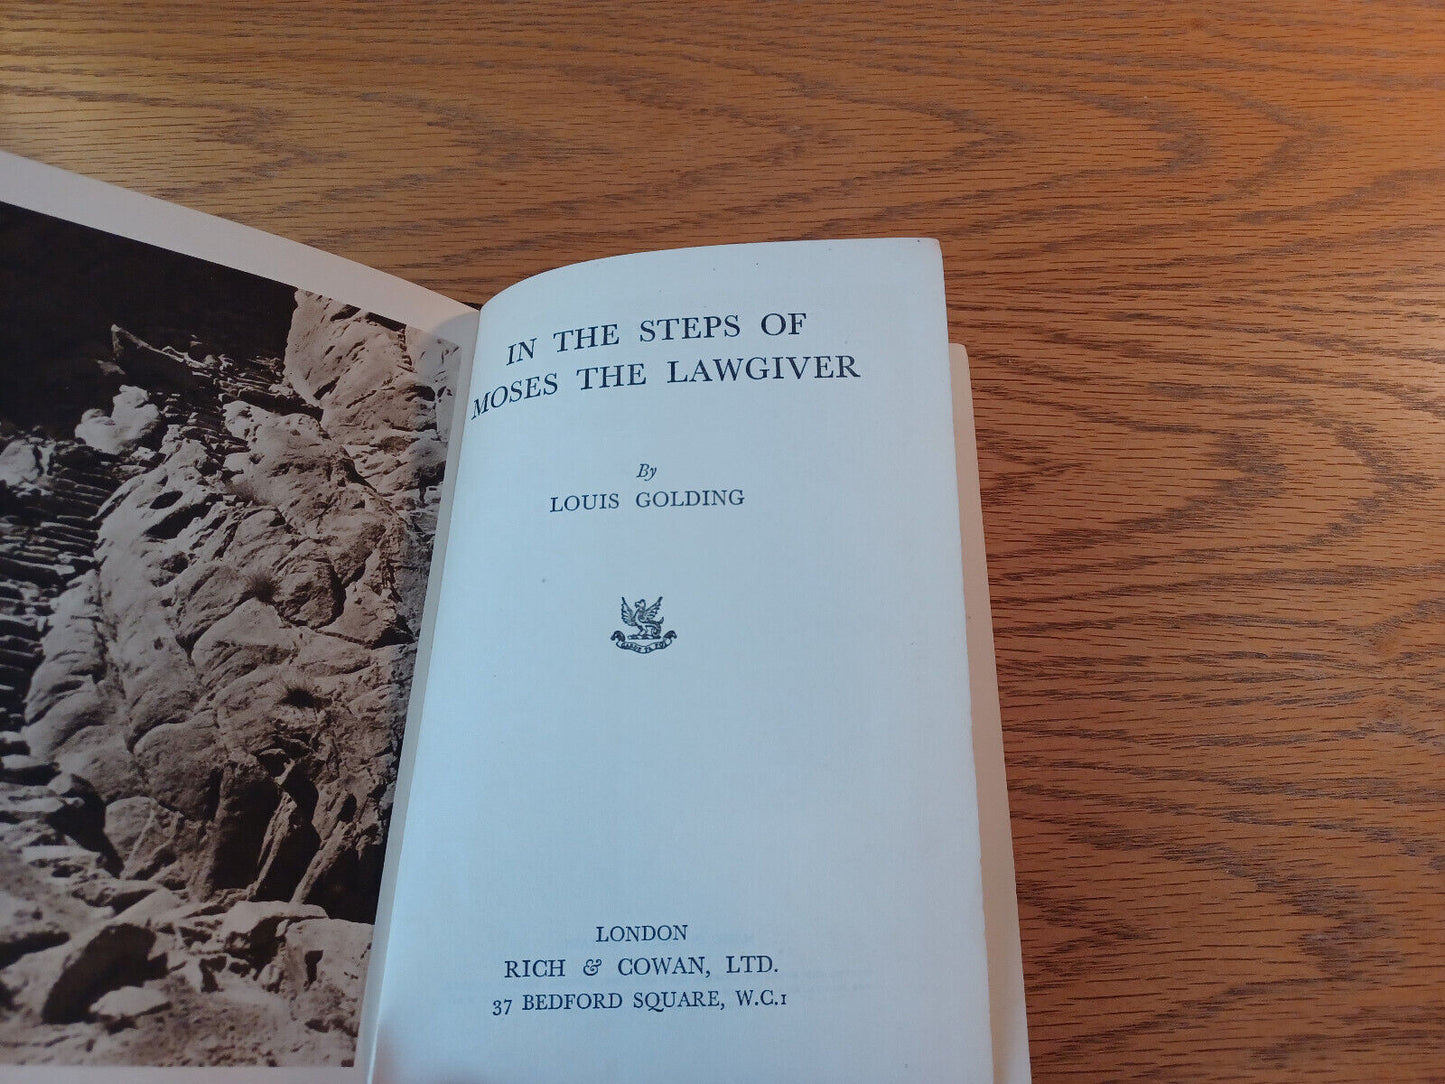 IN THE STEPS OF
MOSES THE LAWGIVER
By
LOUIS GOLDING
LONDON
RICH & COWAN, LTD.
37 BEDFORD SQUARE, W.C.1